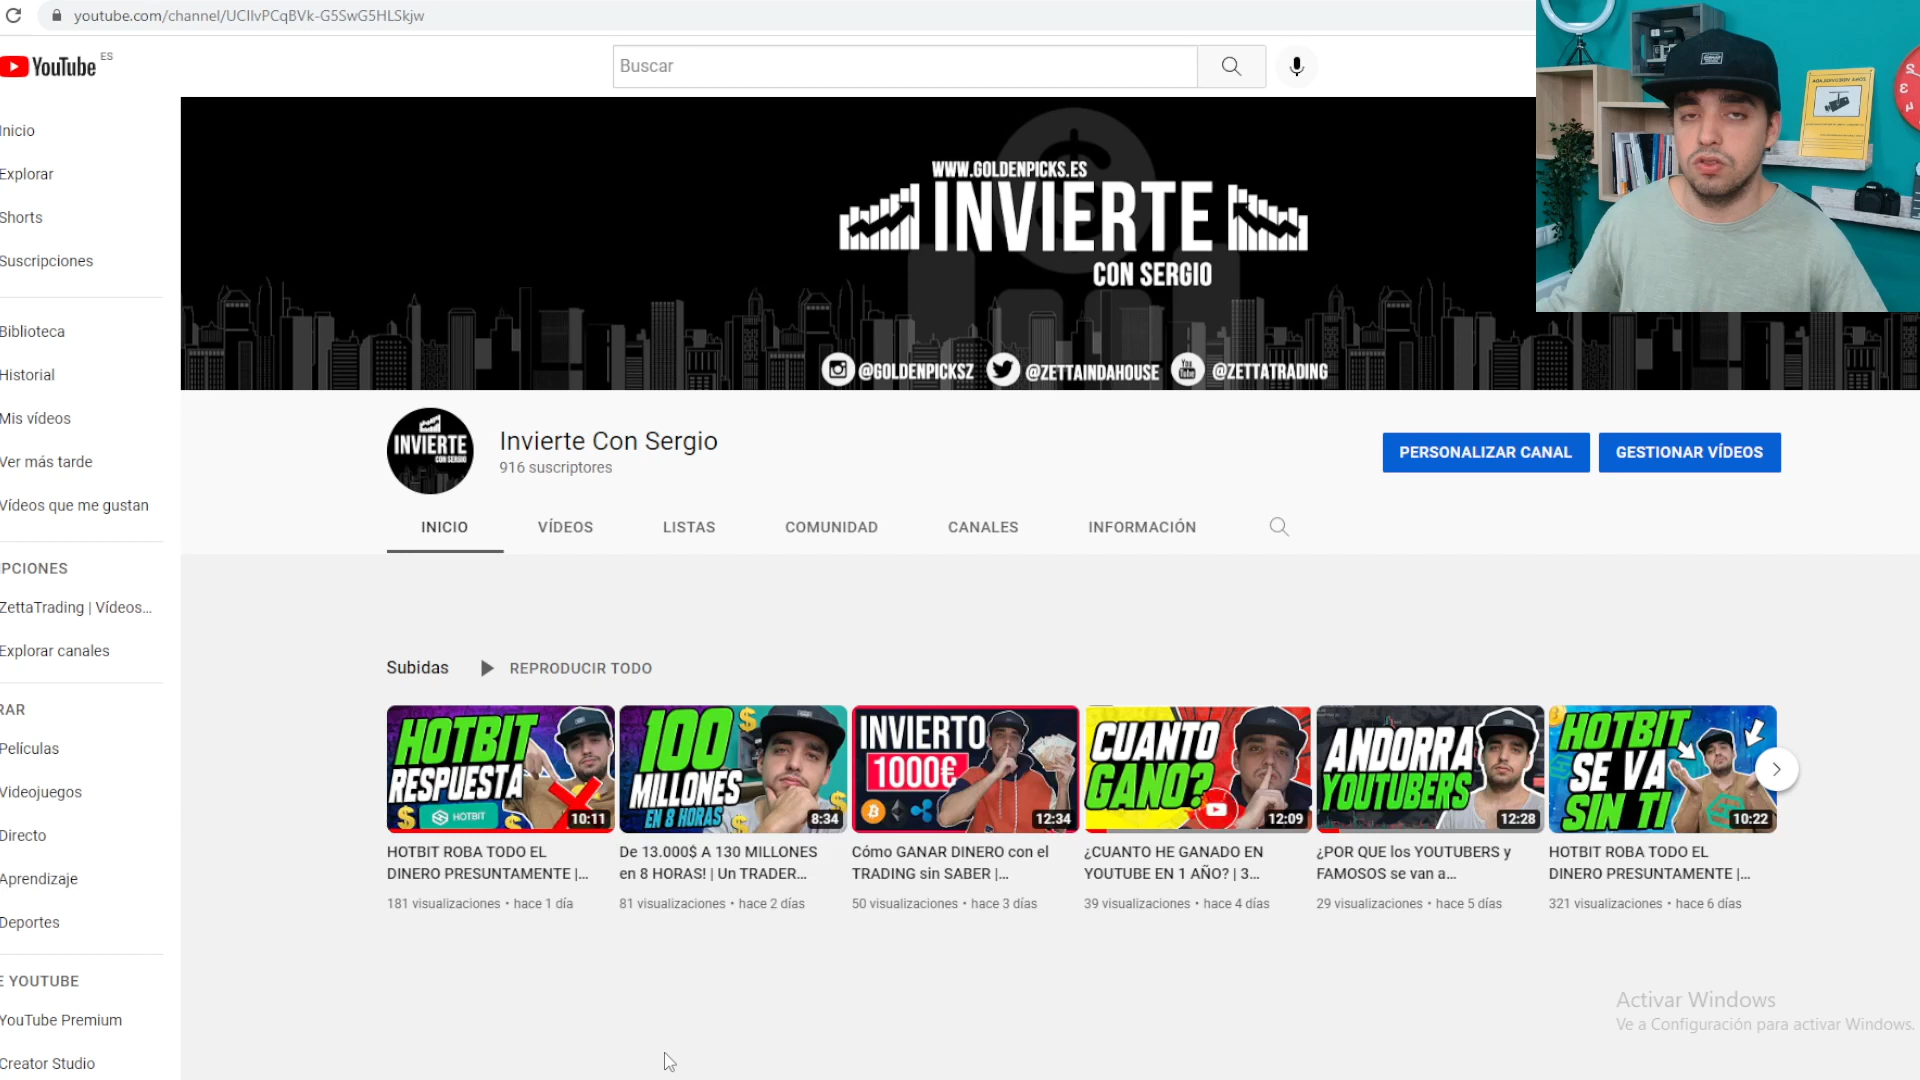 youtube.com/channel/UCIlvPCqBVk-G5SwG5HLSkjw
YouTube ES
Buscar
nicio
Explorar
Shorts
Suscripciones
Biblioteca
Historial
Mis vídeos
Ver más tarde
Vídeos que me gustan
IPCIONES
ZettaTrading | Vídeos...
Explorar canales
RAR
Películas
Videojuegos
Directo
Aprendizaje
Deportes
E YOUTUBE
YouTube Premium
Creator Studio
WWW.GOLDENPICKS.ES
INVIERTE
CON SERGIO
@GOLDENPICKSZ @ZETTAINDAHOUSE You Tube @ZETTATRADING
INVIERTE
CON SERGIO
Invierte Con Sergio
916 suscriptores
PERSONALIZAR CANAL GESTIONAR VÍDEOS
INICIO VÍDEOS LISTAS COMUNIDAD CANALES INFORMACIÓN
Subidas REPRODUCIR TODO
HOTBIT
RESPUESTA
HOTBIT
10:11
HOTBIT ROBA TODO EL
DINERO PRESUNTAMENTE |...
181 visualizaciones • hace 1 día
100
MILLONES
EN 8 HORAS
8:34
De 13.000$ A 130 MILLONES
en 8 HORAS! | Un TRADER...
81 visualizaciones • hace 2 días
INVIERTO
1000€
12:34
Cómo GANAR DINERO con el
TRADING sin SABER |...
50 visualizaciones • hace 3 días
CUANTO
GANO?
12:09
¿CUANTO HE GANADO EN
YOUTUBE EN 1 AÑO? | 3...
39 visualizaciones • hace 4 días
ANDORRA
YOUTUBERS
12:28
¿POR QUE los YOUTUBERS y
FAMOSOS se van a...
29 visualizaciones • hace 5 días
HOTBIT
SE VA
SIN TI
10:22
HOTBIT ROBA TODO EL
DINERO PRESUNTAMENTE |...
321 visualizaciones • hace 6 días
Activar Windows
Ve a Configuración para activar Windows.